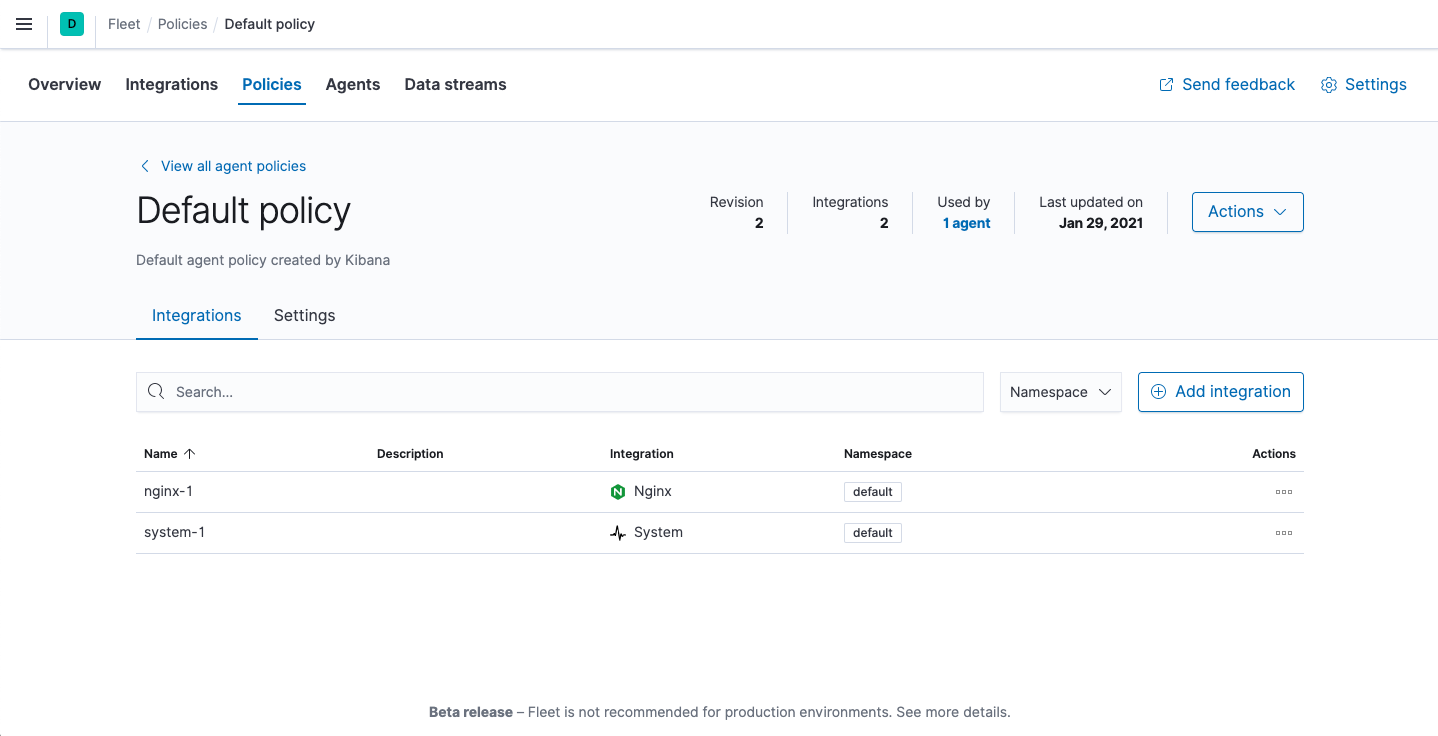 D Fleet / Policies / Default policy
Overview Integrations Policies Agents Data streams Send feedback Settings
View all agent policies
Default policy
Revision Integrations Used by Last updated on
2 2 1 agent Jan 29, 2021
Actions
Default agent policy created by Kibana
Integrations Settings
Search... Namespace Add integration
Name Description Integration Namespace Actions
nginx-1 Nginx default
system-1 System default
Beta release – Fleet is not recommended for production environments. See more details.